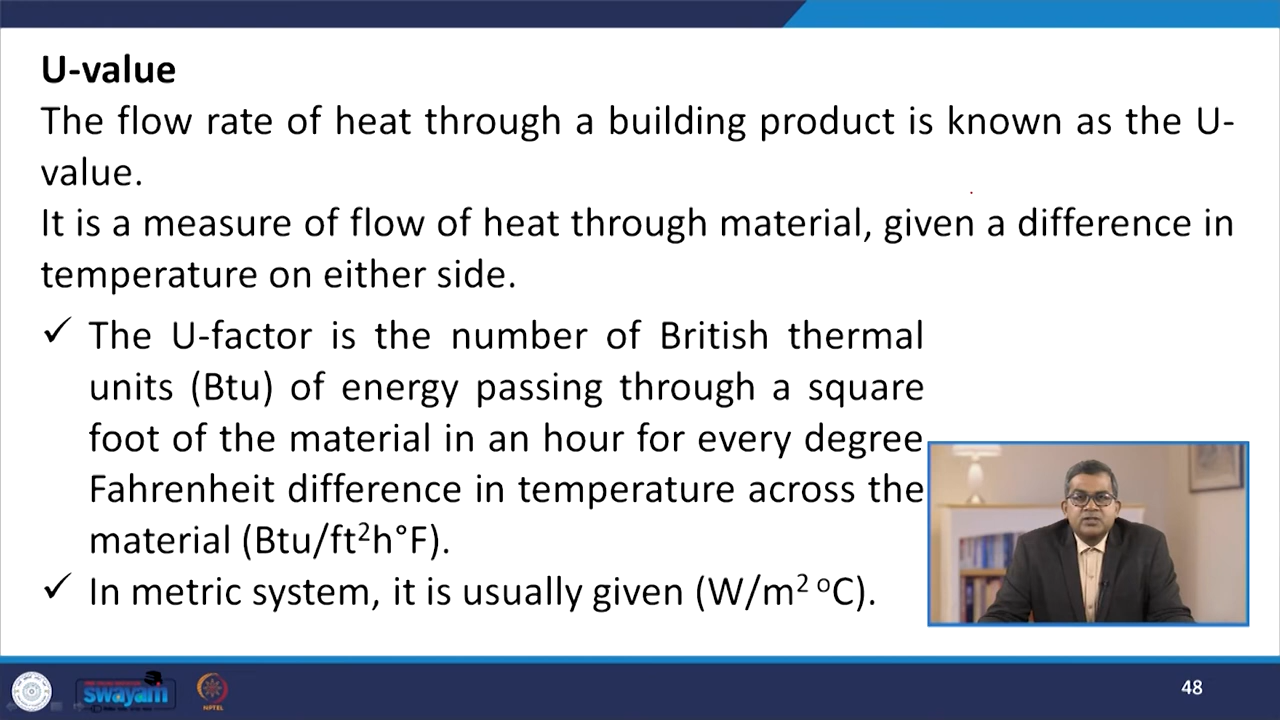 U-value
The flow rate of heat through a building product is known as the U-
value.
It is a measure of flow of heat through material, given a difference in
temperature on either side.
✓ The U-factor is the number of British thermal
units (Btu) of energy passing through a square
foot of the material in an hour for every degree
Fahrenheit difference in temperature across the
material (Btu/ft²h°F).
✓ In metric system, it is usually given (W/m² ºC).
swayam
NPTEL
48